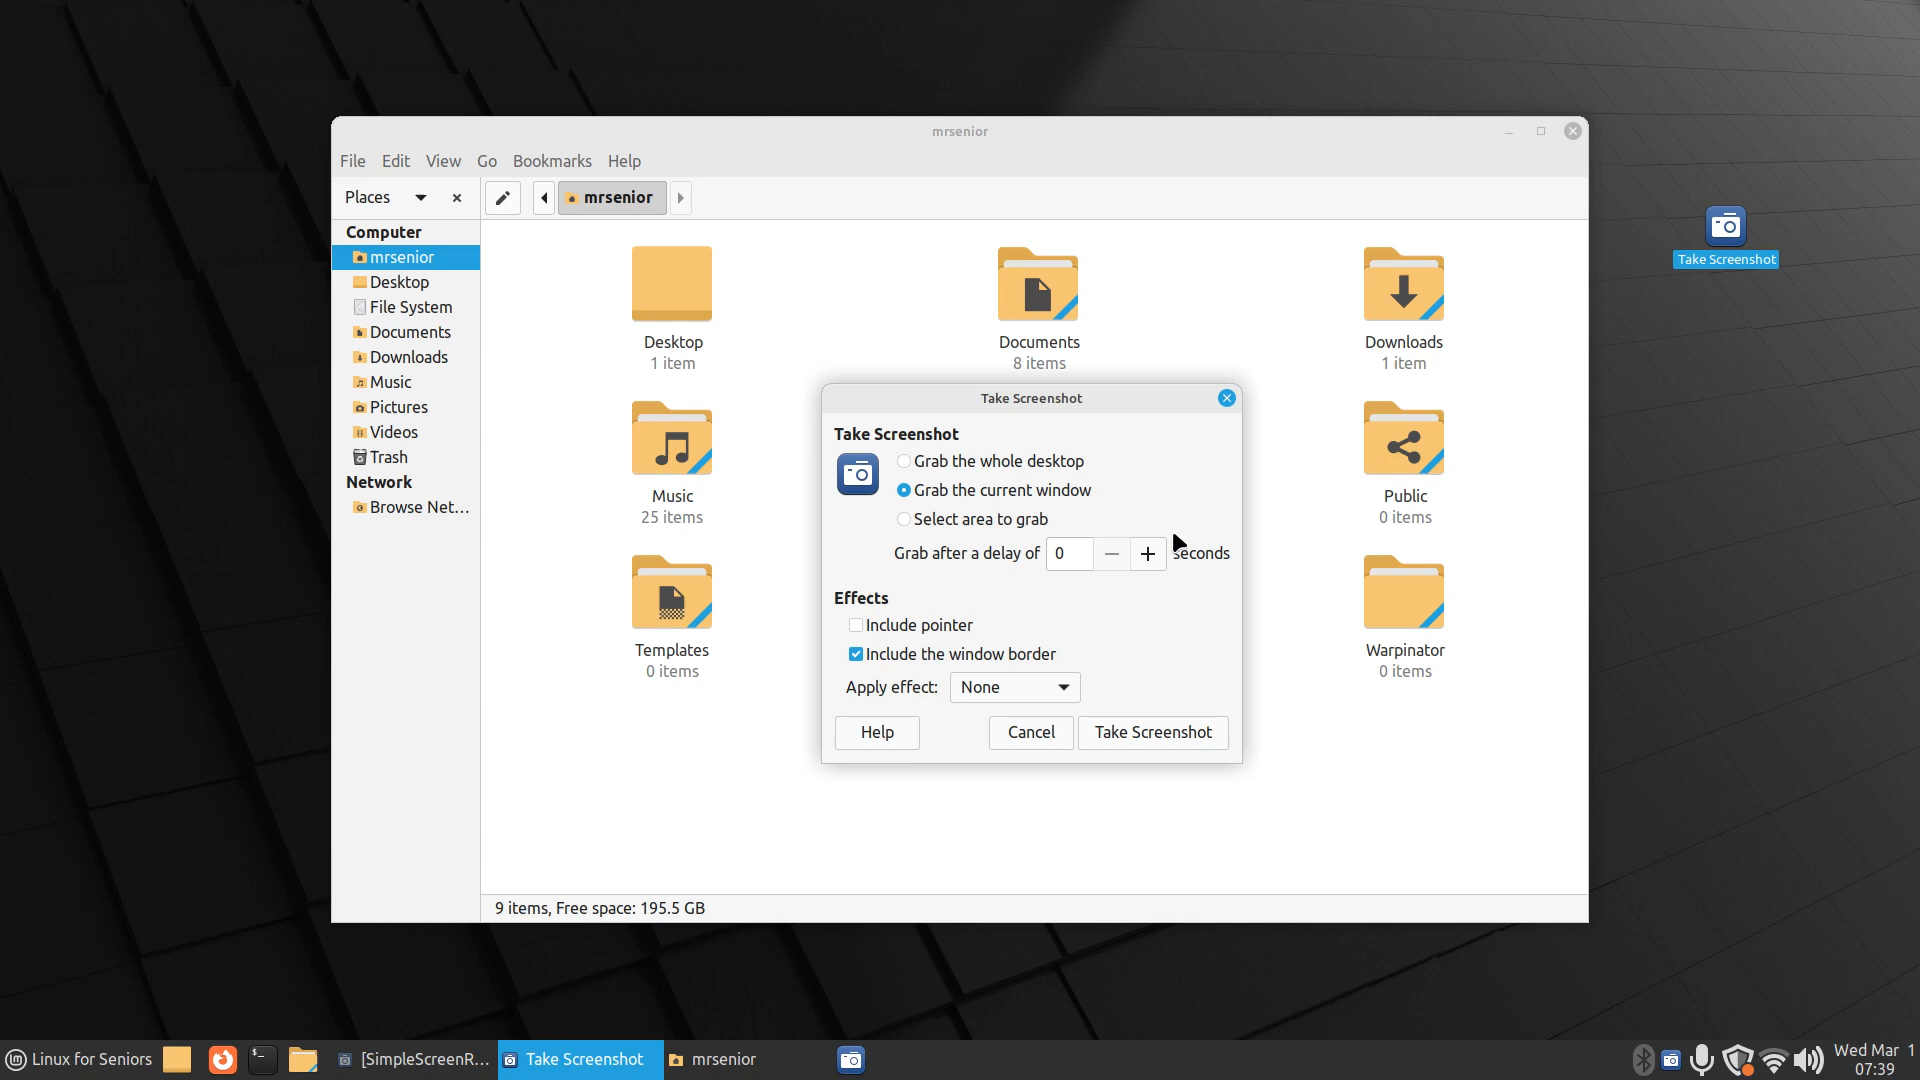 mrsenior
File Edit View Go Bookmarks Help
Places
mrsenior
Computer
mrsenior
Desktop
File System
Documents
Downloads
Music
Pictures
Videos
Trash
Network
Browse Net...
Desktop
1 item
Documents
8 items
Downloads
1 item
Music
25 items
Public
0 items
Templates
0 items
Warpinator
0 items
9 items, Free space: 195.5 GB
Take Screenshot
Take Screenshot
Grab the whole desktop
Grab the current window
Select area to grab
Grab after a delay of 0 seconds
Effects
Include pointer
Include the window border
Apply effect: None
Help Cancel Take Screenshot
Take Screenshot
Linux for Seniors [SimpleScreenR... Take Screenshot mrsenior
Wed Mar 1
07:39